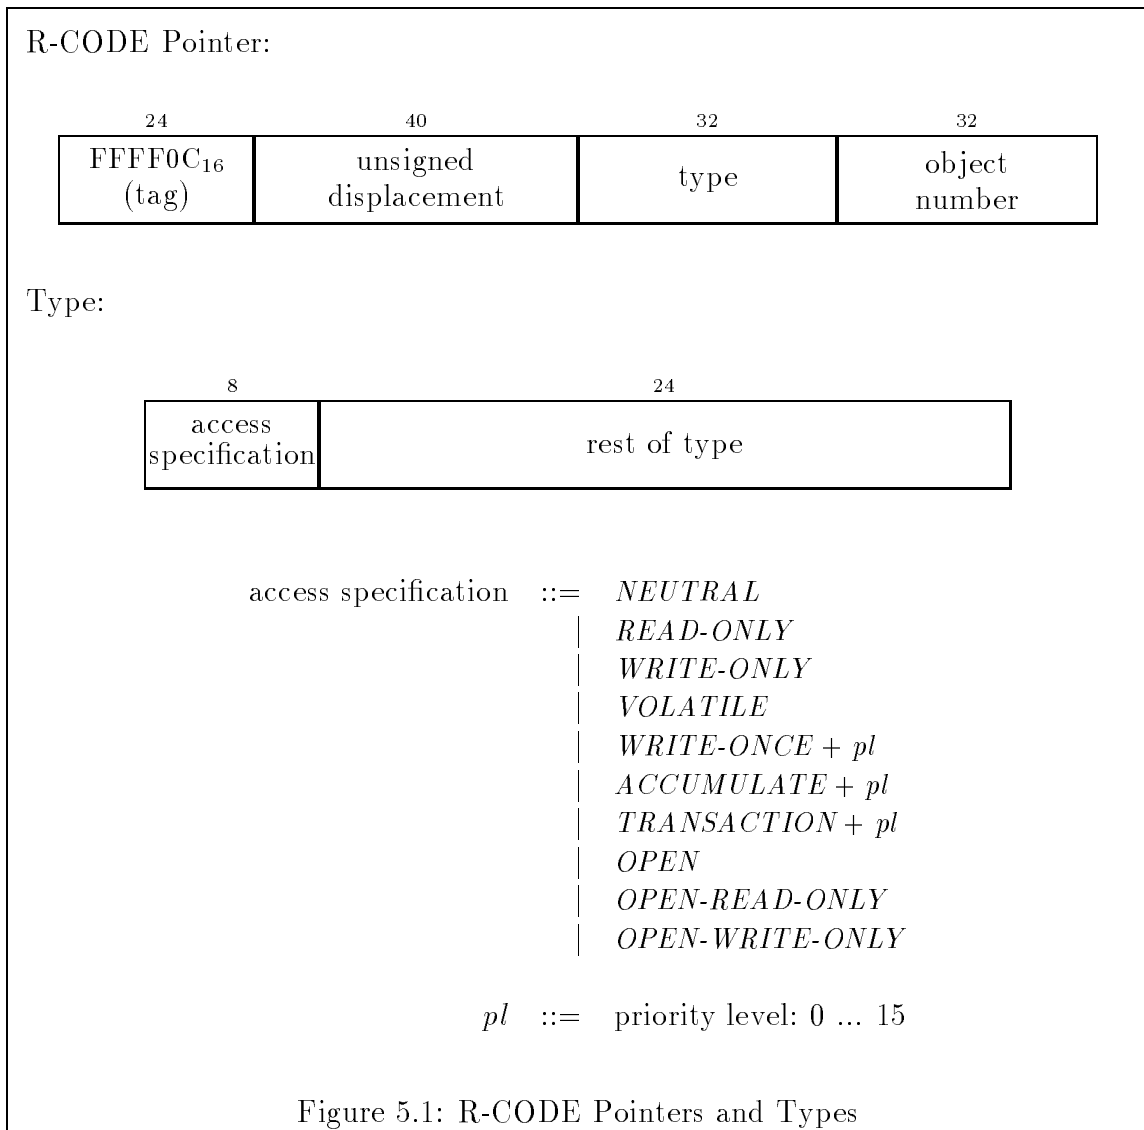 R-CODE Pointer:
24 40 32 32
FFFF0C₁₆ unsigned type object
(tag) displacement number
Type:
8 24
access rest of type
specification
access specification ::= NEUTRAL
| READ-ONLY
| WRITE-ONLY
| VOLATILE
| WRITE-ONCE + pl
| ACCUMULATE + pl
| TRANSACTION + pl
| OPEN
| OPEN-READ-ONLY
| OPEN-WRITE-ONLY
pl ::= priority level: 0 ... 15
Figure 5.1: R-CODE Pointers and Types